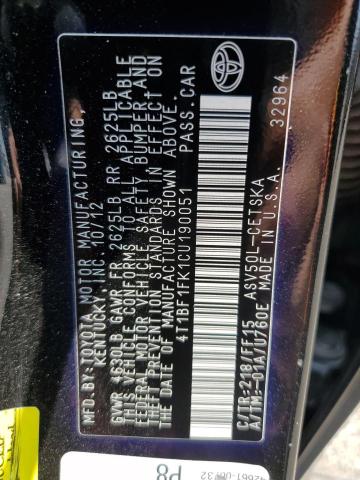 MFD.BY:TOYOTA MOTOR MANUFACTURING,
KENTUCKY, INC. 10/12
GVWR 4630LB GAWR FR 2625LB RR 2625LB
THIS VEHICLE CONFORMS TO ALL APPLICABLE
FEDERAL MOTOR VEHICLE SAFETY, BUMPER, AND
THEFT PREVENTION STANDARDS IN EFFECT ON
THE DATE OF MANUFACTURE SHOWN ABOVE.
4T1BF1FK1CU190051 PASS.CAR
C/TR:218/FF15 ASV50L-CETSKA
A/TM:-01A/U760E MADE IN U.S.A. 32964
P8